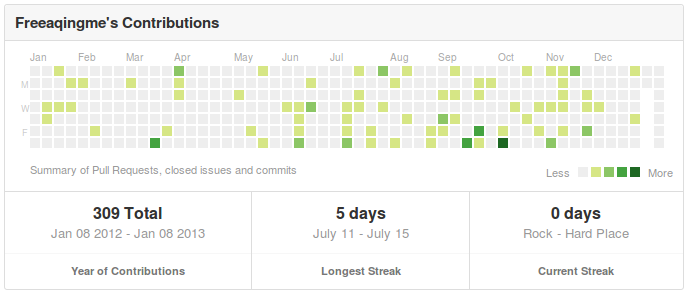 Freeaqingme's Contributions
Jan Feb Mar Apr May Jun Jul Aug Sep Oct Nov Dec
M
W
F
Summary of Pull Requests, closed issues and commits
Less More
309 Total
Jan 08 2012 - Jan 08 2013
Year of Contributions
5 days
July 11 - July 15
Longest Streak
0 days
Rock - Hard Place
Current Streak